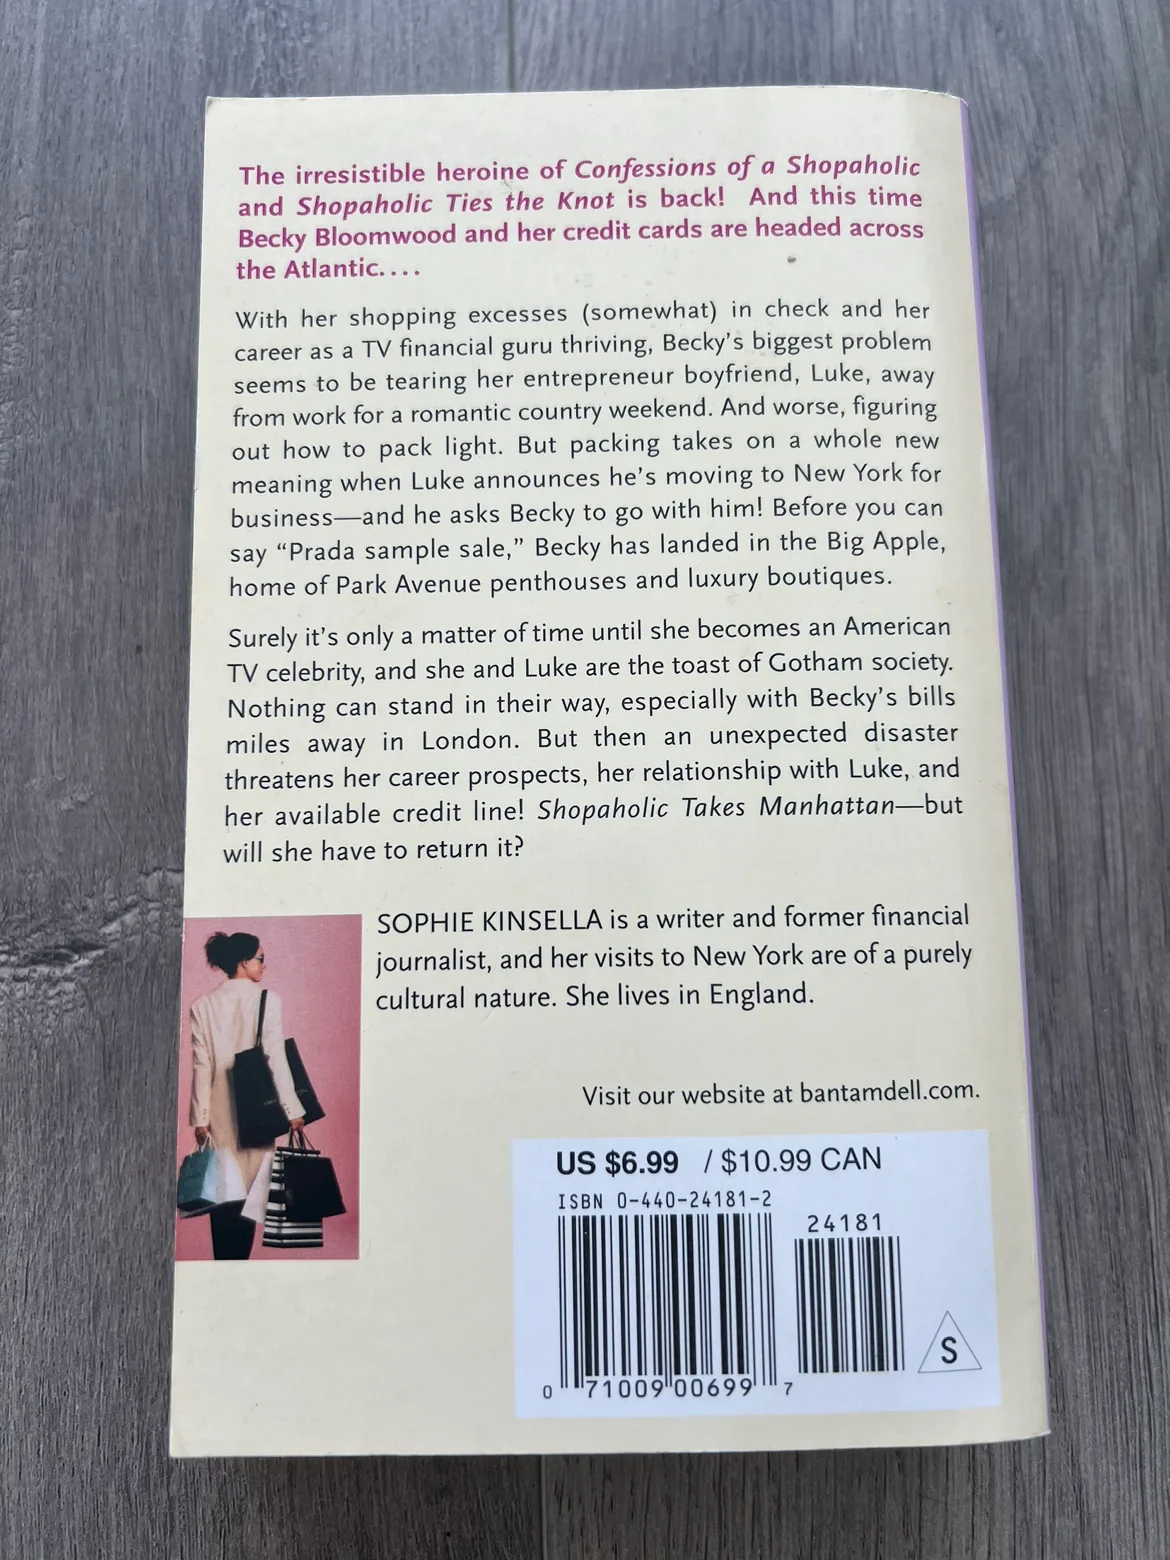 The irresistible heroine of Confessions of a Shopaholic
and Shopaholic Ties the Knot is back! And this time
Becky Bloomwood and her credit cards are headed across
the Atlantic....
With her shopping excesses (somewhat) in check and her
career as a TV financial guru thriving, Becky's biggest problem
seems to be tearing her entrepreneur boyfriend, Luke, away
from work for a romantic country weekend. And worse, figuring
out how to pack light. But packing takes on a whole new
meaning when Luke announces he's moving to New York for
business—and he asks Becky to go with him! Before you can
say “Prada sample sale,” Becky has landed in the Big Apple,
home of Park Avenue penthouses and luxury boutiques.
Surely it's only a matter of time until she becomes an American
TV celebrity, and she and Luke are the toast of Gotham society.
Nothing can stand in their way, especially with Becky's bills
miles away in London. But then an unexpected disaster
threatens her career prospects, her relationship with Luke, and
her available credit line! Shopaholic Takes Manhattan—but
will she have to return it?
SOPHIE KINSELLA is a writer and former financial
journalist, and her visits to New York are of a purely
cultural nature. She lives in England.
Visit our website at bantamdell.com.
US $6.99 / $10.99 CAN
ISBN 0-440-24181-2
24181
S
0 71009 00699 7